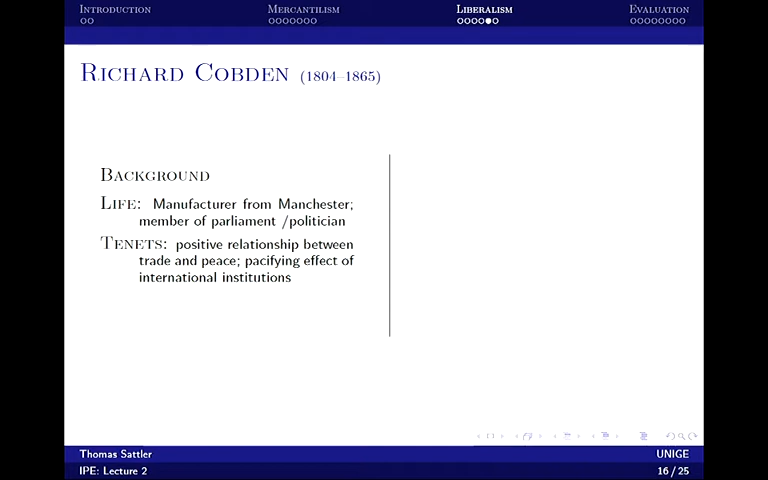 Introduction
Mercantilism
Liberalism
Evaluation
Richard Cobden (1804–1865)
Background
Life: Manufacturer from Manchester;
member of parliament /politician
Tenets: positive relationship between
trade and peace; pacifying effect of
international institutions
Thomas Sattler
UNIGE
IPE: Lecture 2
16 / 25